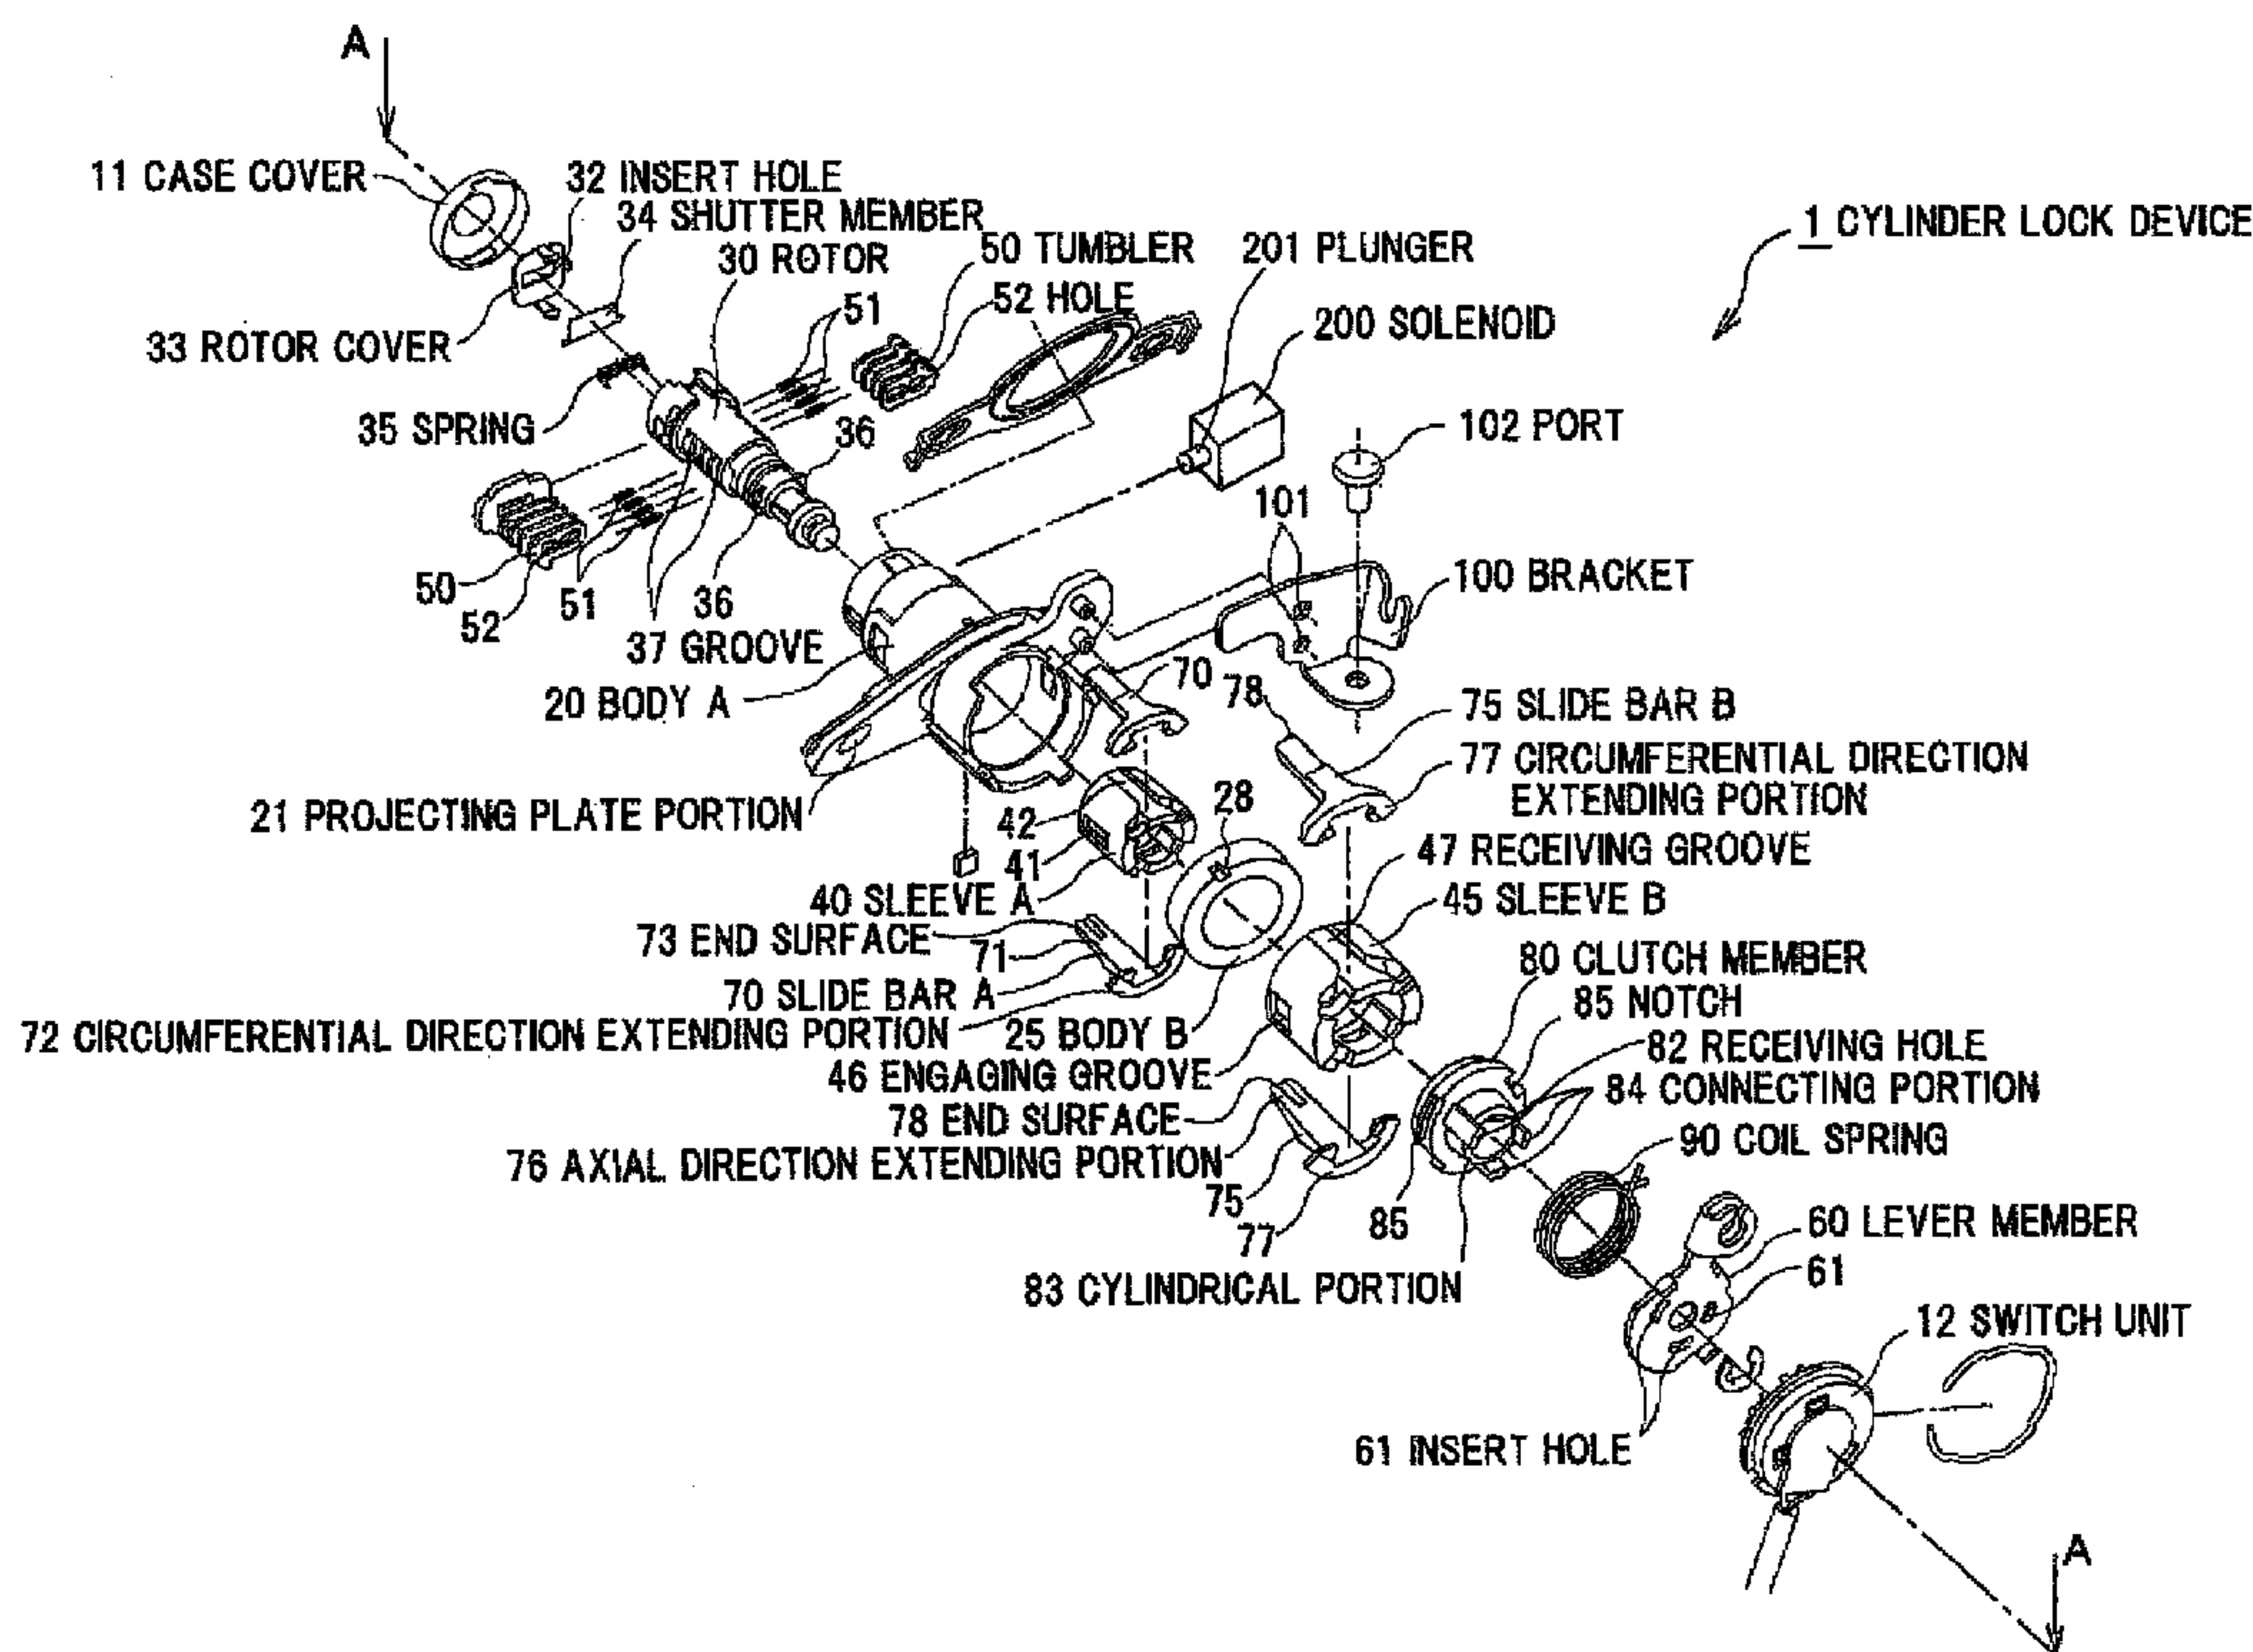 A
11 CASE COVER
32 INSERT HOLE
34 SHUTTER MEMBER
30 ROTOR
50 TUMBLER
52 HOLE
51
201 PLUNGER
1 CYLINDER LOCK DEVICE
200 SOLENOID
33 ROTOR COVER
35 SPRING
36
102 PORT
101
100 BRACKET
50
52
51
36
37 GROOVE
20 BODY A
70
78
75 SLIDE BAR B
77 CIRCUMFERENTIAL DIRECTION
EXTENDING PORTION
21 PROJECTING PLATE PORTION
42
41
28
47 RECEIVING GROOVE
40 SLEEVE A
45 SLEEVE B
73 END SURFACE
71
70 SLIDE BAR A
80 CLUTCH MEMBER
85 NOTCH
72 CIRCUMFERENTIAL DIRECTION EXTENDING PORTION
25 BODY B
82 RECEIVING HOLE
46 ENGAGING GROOVE
84 CONNECTING PORTION
78 END SURFACE
90 COIL SPRING
76 AXIAL DIRECTION EXTENDING PORTION
75
77
85
60 LEVER MEMBER
61
83 CYLINDRICAL PORTION
12 SWITCH UNIT
61 INSERT HOLE
A